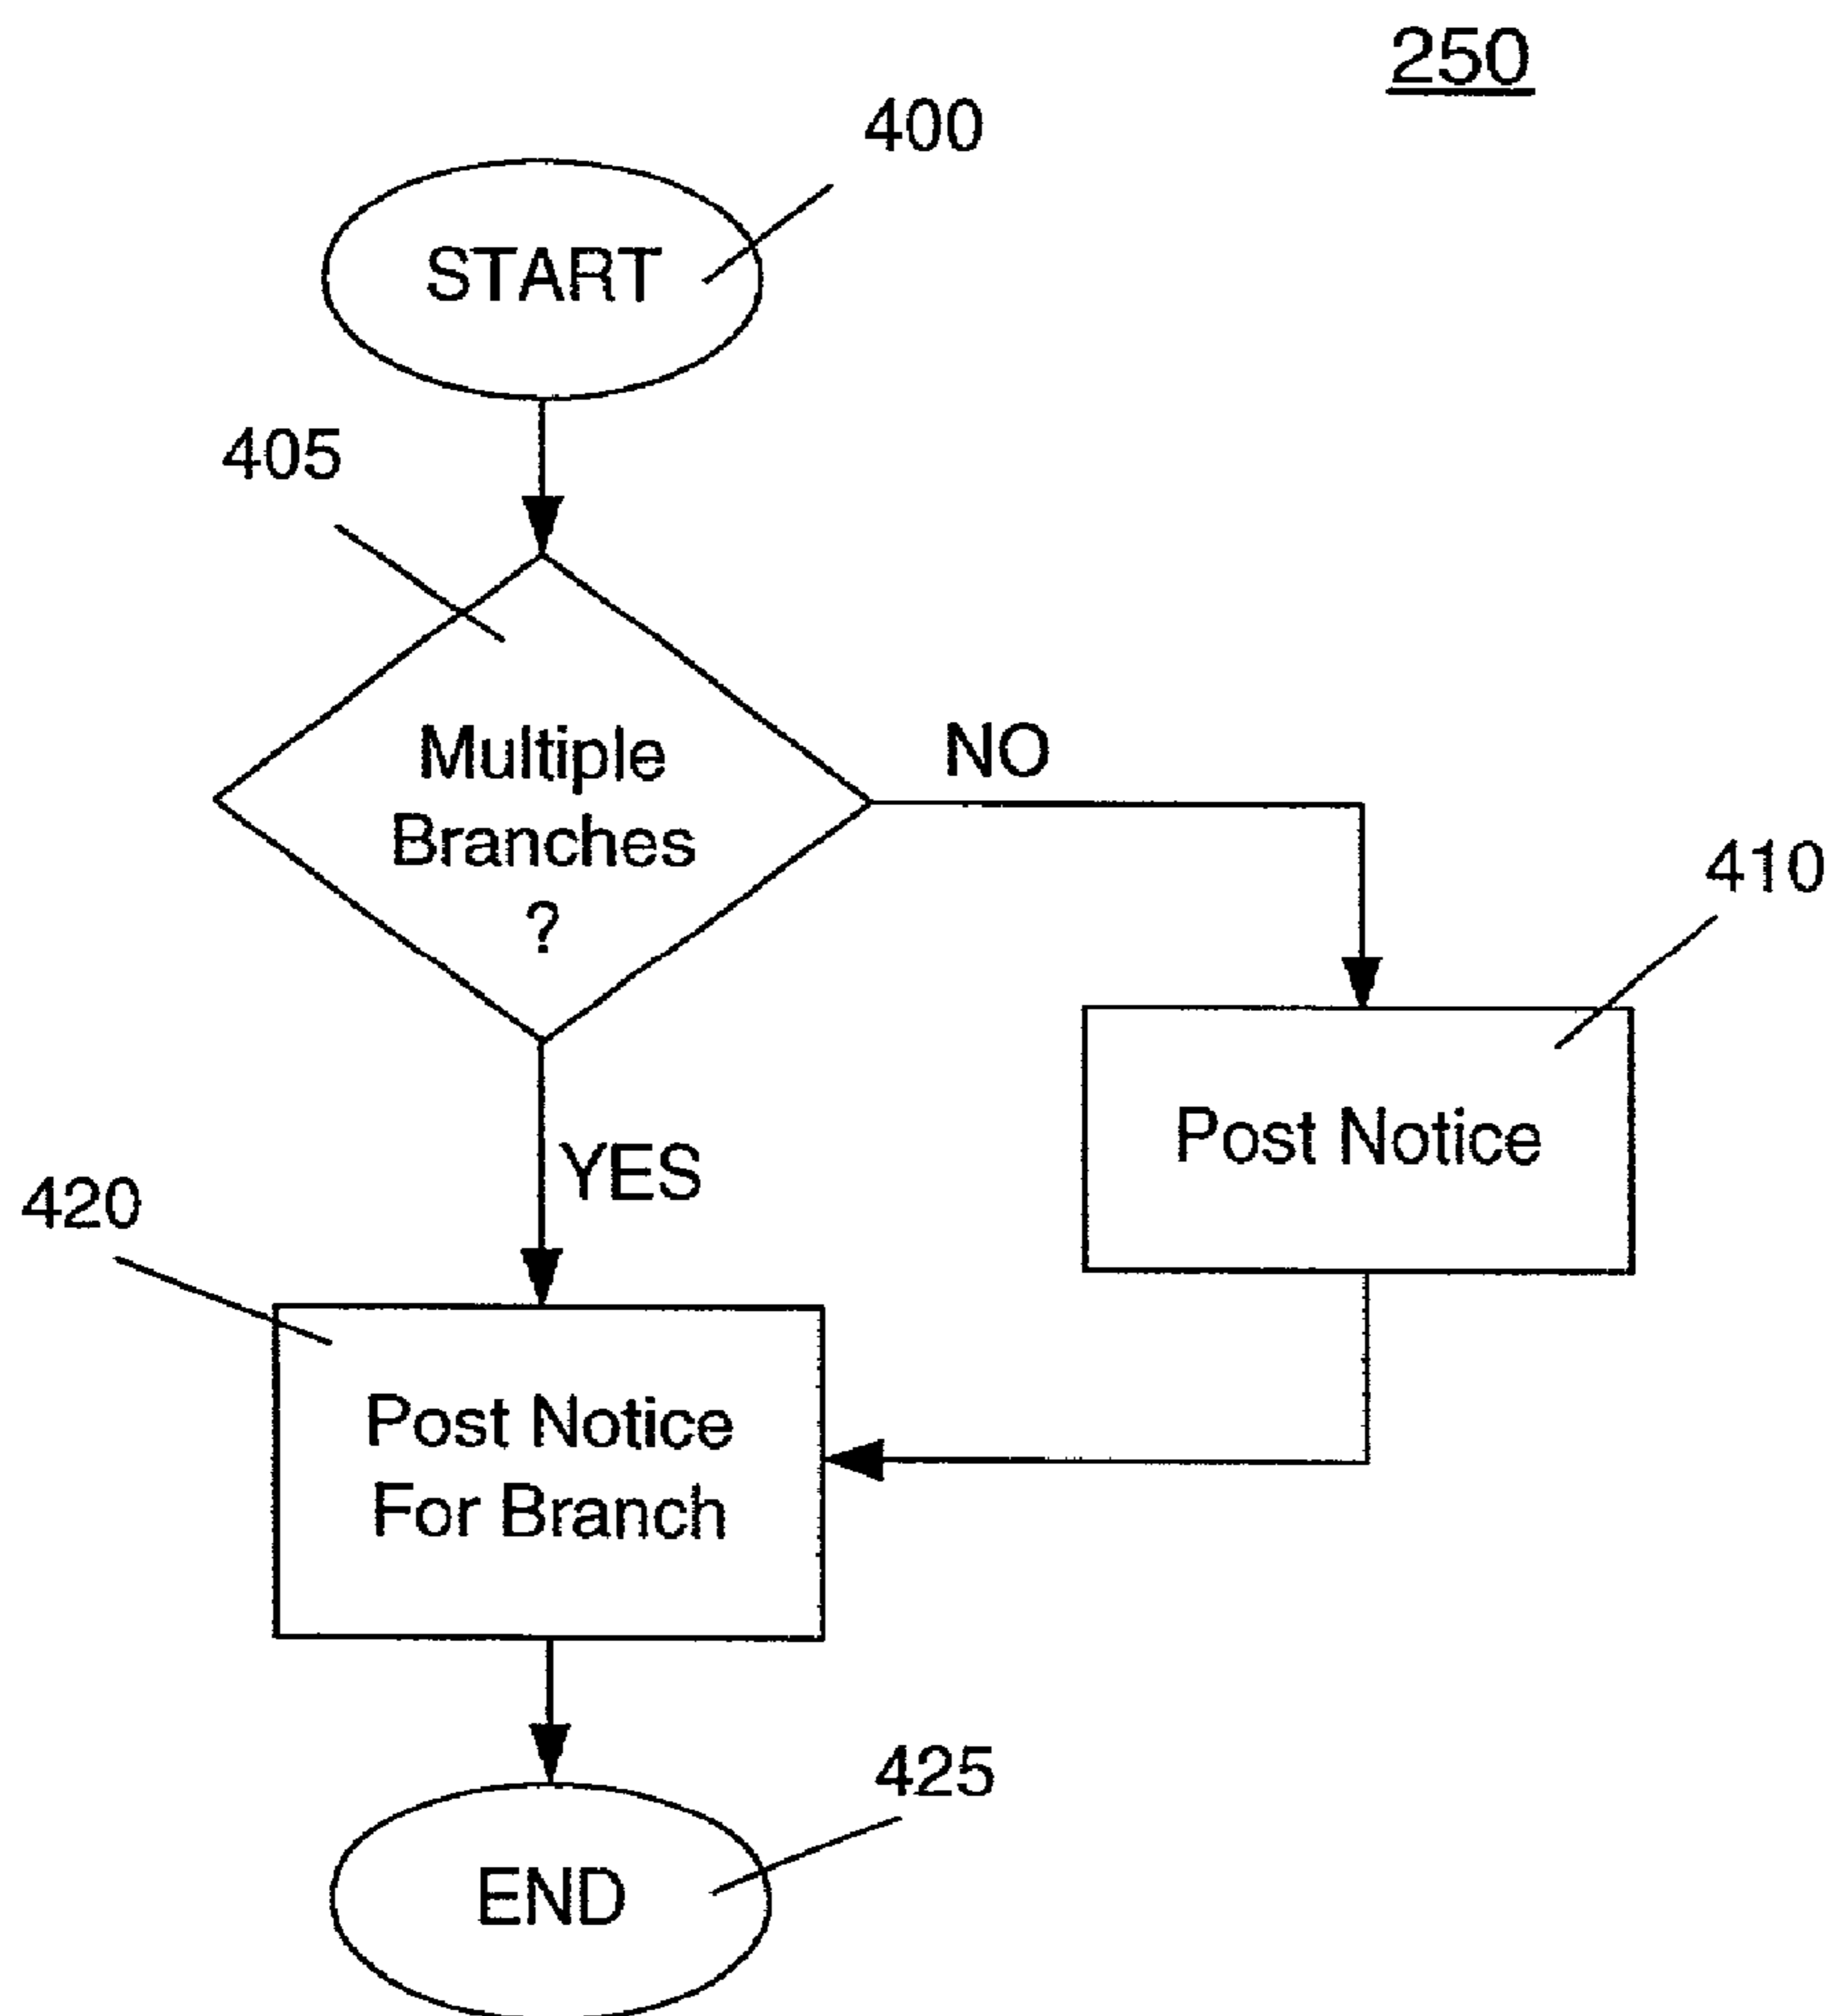 250
400
START
405
Multiple
Branches
?
NO
410
Post Notice
YES
420
Post Notice
For Branch
425
END